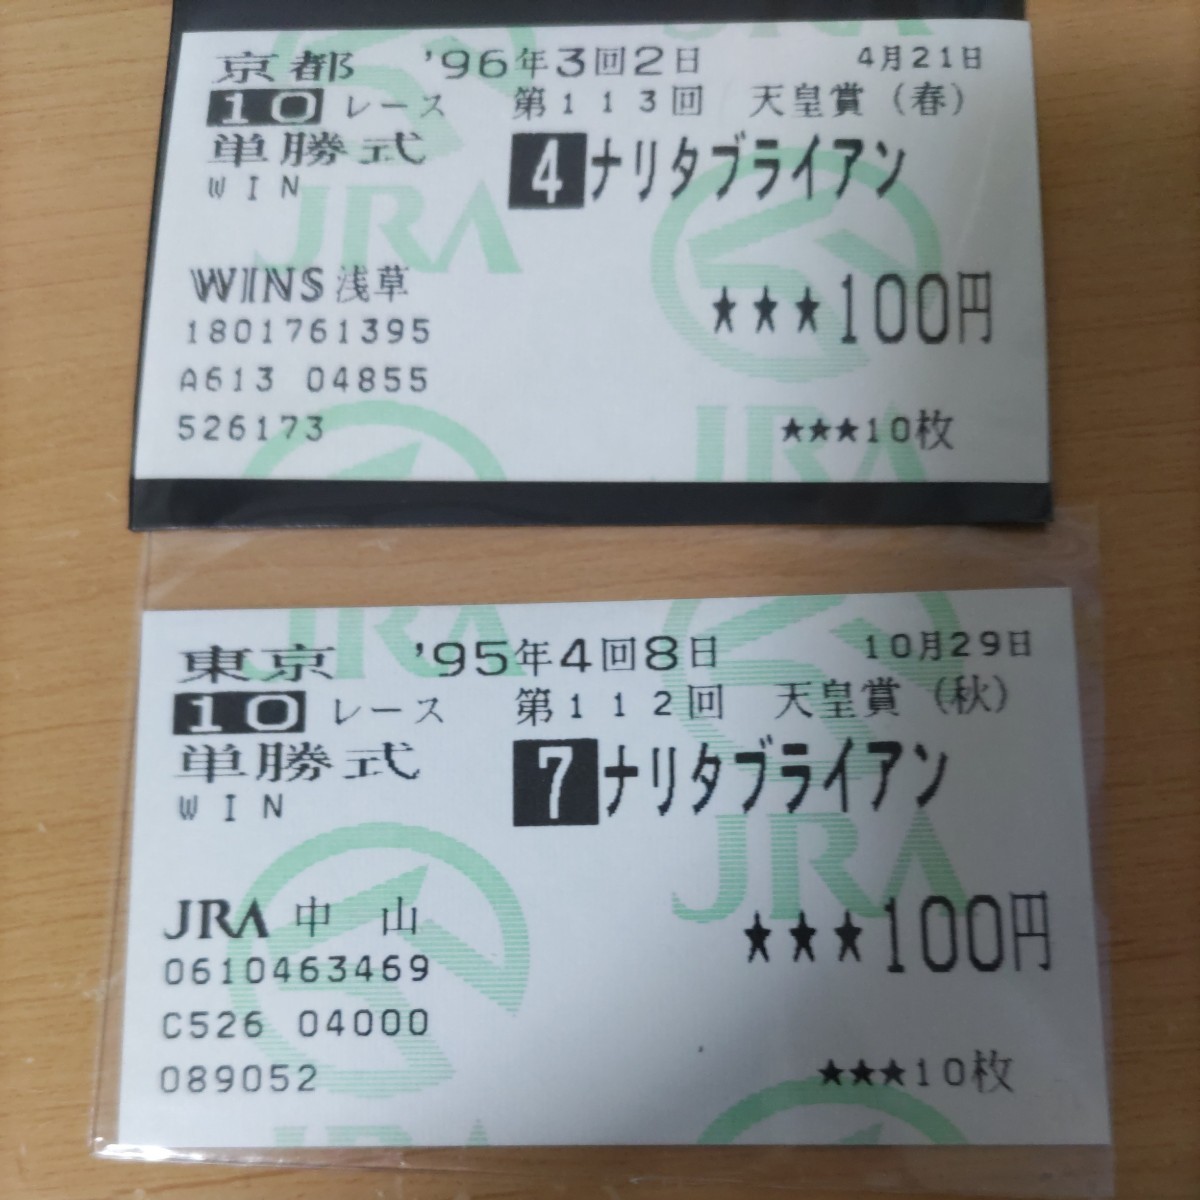 京都 '96年3回2日 4月21日
10 レース 第113回 天皇賞(春)
単勝式 4 ナリタブライアン
WIN
JRA
WINS 浅草 ★★★100円
1801761395
A613 04855
526173 ★★★10枚
JRA
JRA
東京 '95年4回8日 10月29日
10 レース 第112回 天皇賞(秋)
単勝式 7 ナリタブライアン
WIN
JRA
JRA 中山 ★★★100円
0610463469
C526 04000
089052 ★★★10枚
JRA